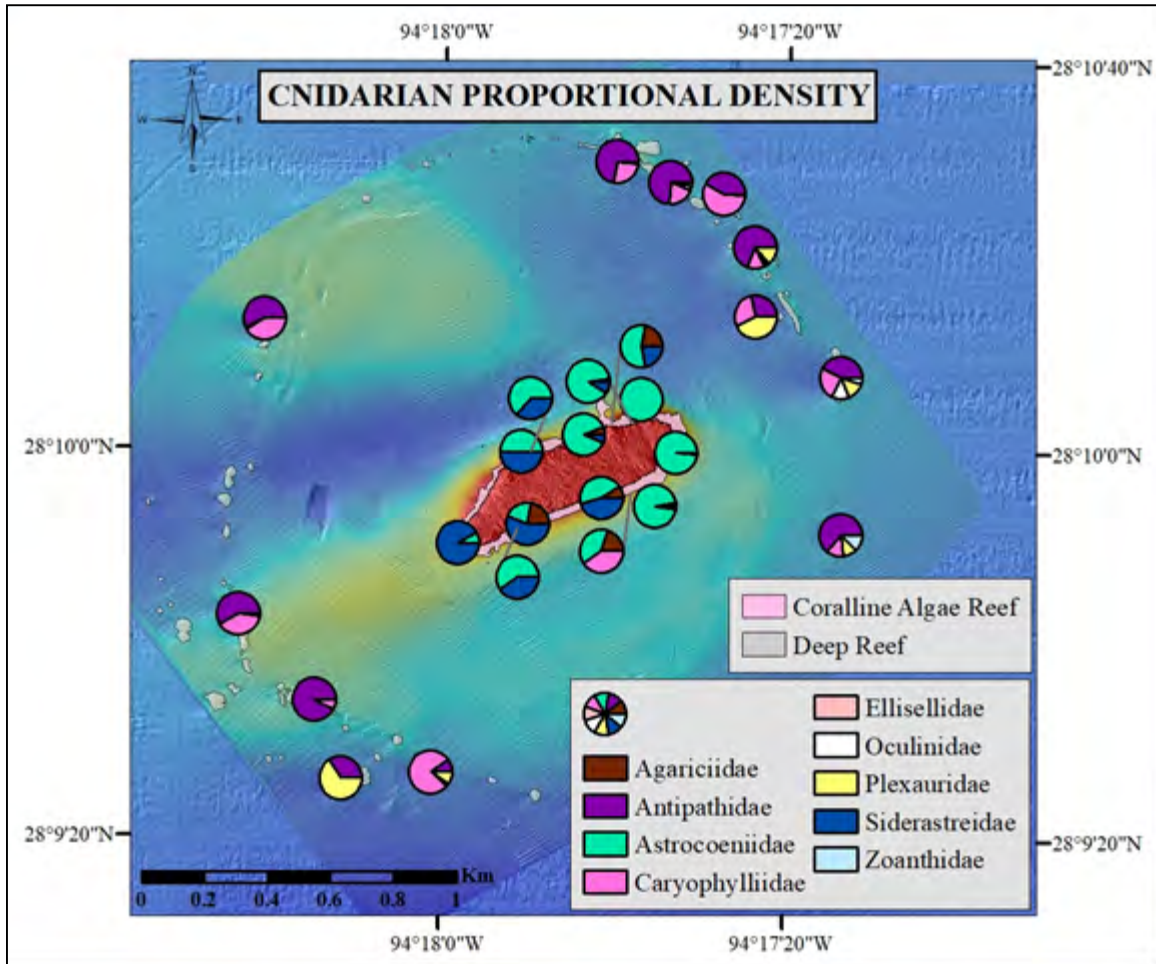 94°18'0"W
94°17'20"W
28°10'40"N
CNIDARIAN PROPORTIONAL DENSITY
N
W
E
S
28°10'0"N
28°10'0"N
Coralline Algae Reef
Deep Reef
Agariciidae
Antipathidae
Astrocoeniidae
Caryophylliidae
Ellisellidae
Oculinidae
Plexauridae
Siderastreidae
Zoanthidae
28°9'20"N
28°9'20"N
Km
0 0.2 0.4 0.6 0.8 1
94°18'0"W
94°17'20"W